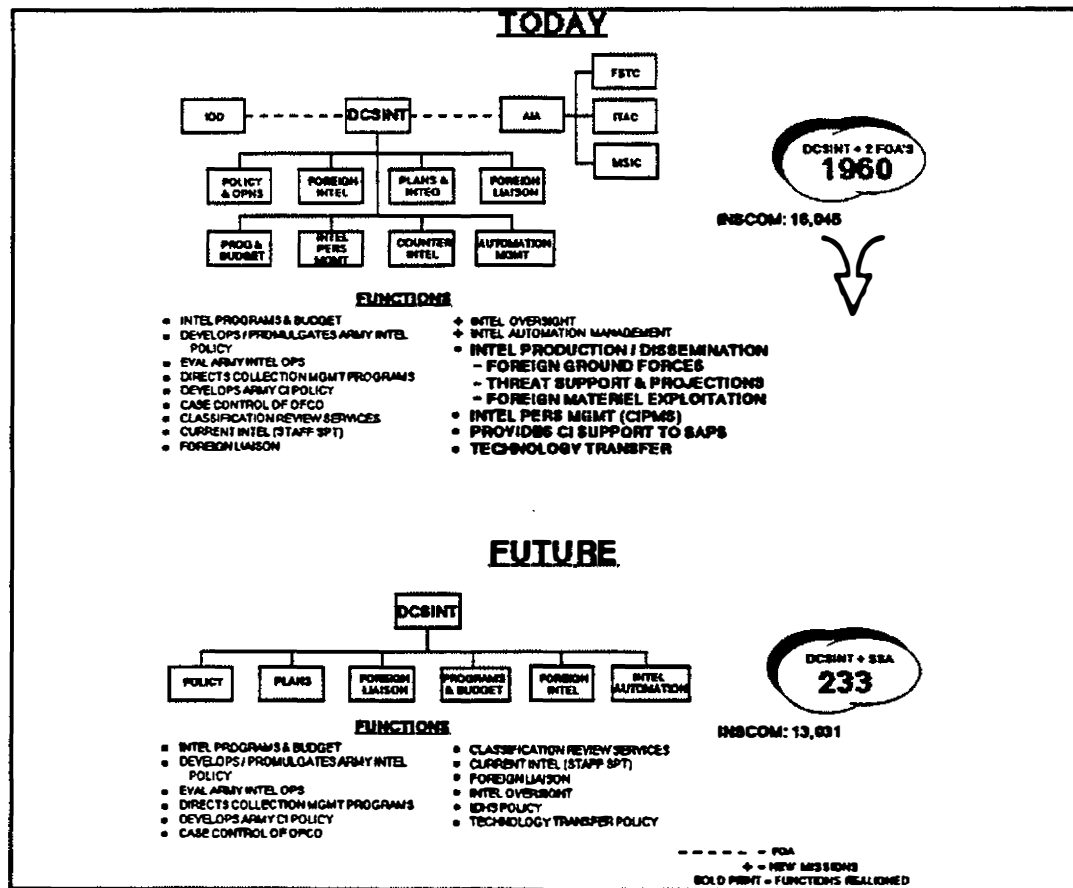 TODAY
FSTC
IOD
DCSINT
AIA
ITAC
MSIC
POLICY
& OPNS
FOREIGN
INTEL
PLANS &
INTEG
FOREIGN
LIAISON
PROG &
BUDGET
INTEL
PERS
MGMT
COUNTER
INTEL
AUTOMATION
MGMT
DCSINT + 2 FOA'S
1960
INSCOM: 16,045
FUNCTIONS
• INTEL PROGRAMS & BUDGET
• DEVELOPS / PROMULGATES ARMY INTEL
POLICY
• EVAL ARMY INTEL OPS
• DIRECTS COLLECTION MGMT PROGRAMS
• DEVELOPS ARMY CI POLICY
• CASE CONTROL OF OFCO
• CLASSIFICATION REVIEW SERVICES
• CURRENT INTEL (STAFF SPT)
• FOREIGN LIAISON
+ INTEL OVERSIGHT
+ INTEL AUTOMATION MANAGEMENT
• INTEL PRODUCTION / DISSEMINATION
– FOREIGN GROUND FORCES
– THREAT SUPPORT & PROJECTIONS
– FOREIGN MATERIEL EXPLOITATION
• INTEL PERS MGMT (CIPMS)
• PROVIDES CI SUPPORT TO SAPS
• TECHNOLOGY TRANSFER
FUTURE
DCSINT
POLICY
PLANS
FOREIGN
LIAISON
PROGRAMS
& BUDGET
FOREIGN
INTEL
INTEL
AUTOMATION
DCSINT + SSA
233
INSCOM: 13,031
FUNCTIONS
• INTEL PROGRAMS & BUDGET
• DEVELOPS / PROMULGATES ARMY INTEL
POLICY
• EVAL ARMY INTEL OPS
• DIRECTS COLLECTION MGMT PROGRAMS
• DEVELOPS ARMY CI POLICY
• CASE CONTROL OF OFCO
• CLASSIFICATION REVIEW SERVICES
• CURRENT INTEL (STAFF SPT)
• FOREIGN LIAISON
• INTEL OVERSIGHT
• IDHS POLICY
• TECHNOLOGY TRANSFER POLICY
– – – – – – FOA
+ – NEW MISSIONS
BOLD PRINT – FUNCTIONS REALIGNED